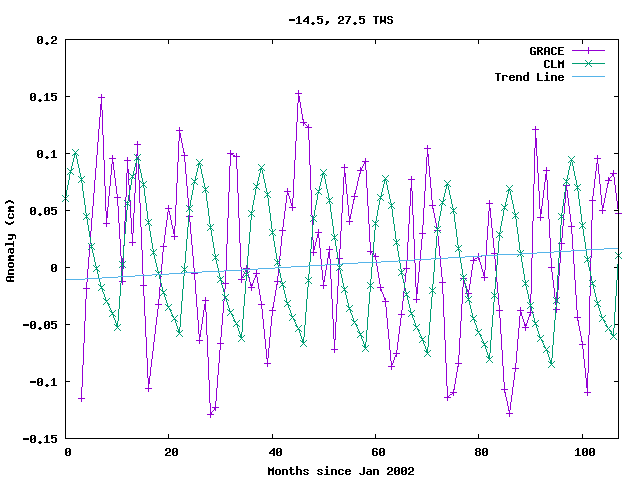 -14.5, 27.5 TWS
GRACE
CLM
Trend Line
0.2
0.15
0.1
0.05
0
-0.05
-0.1
-0.15
Anomaly (cm)
0 20 40 60 80 100
Months since Jan 2002